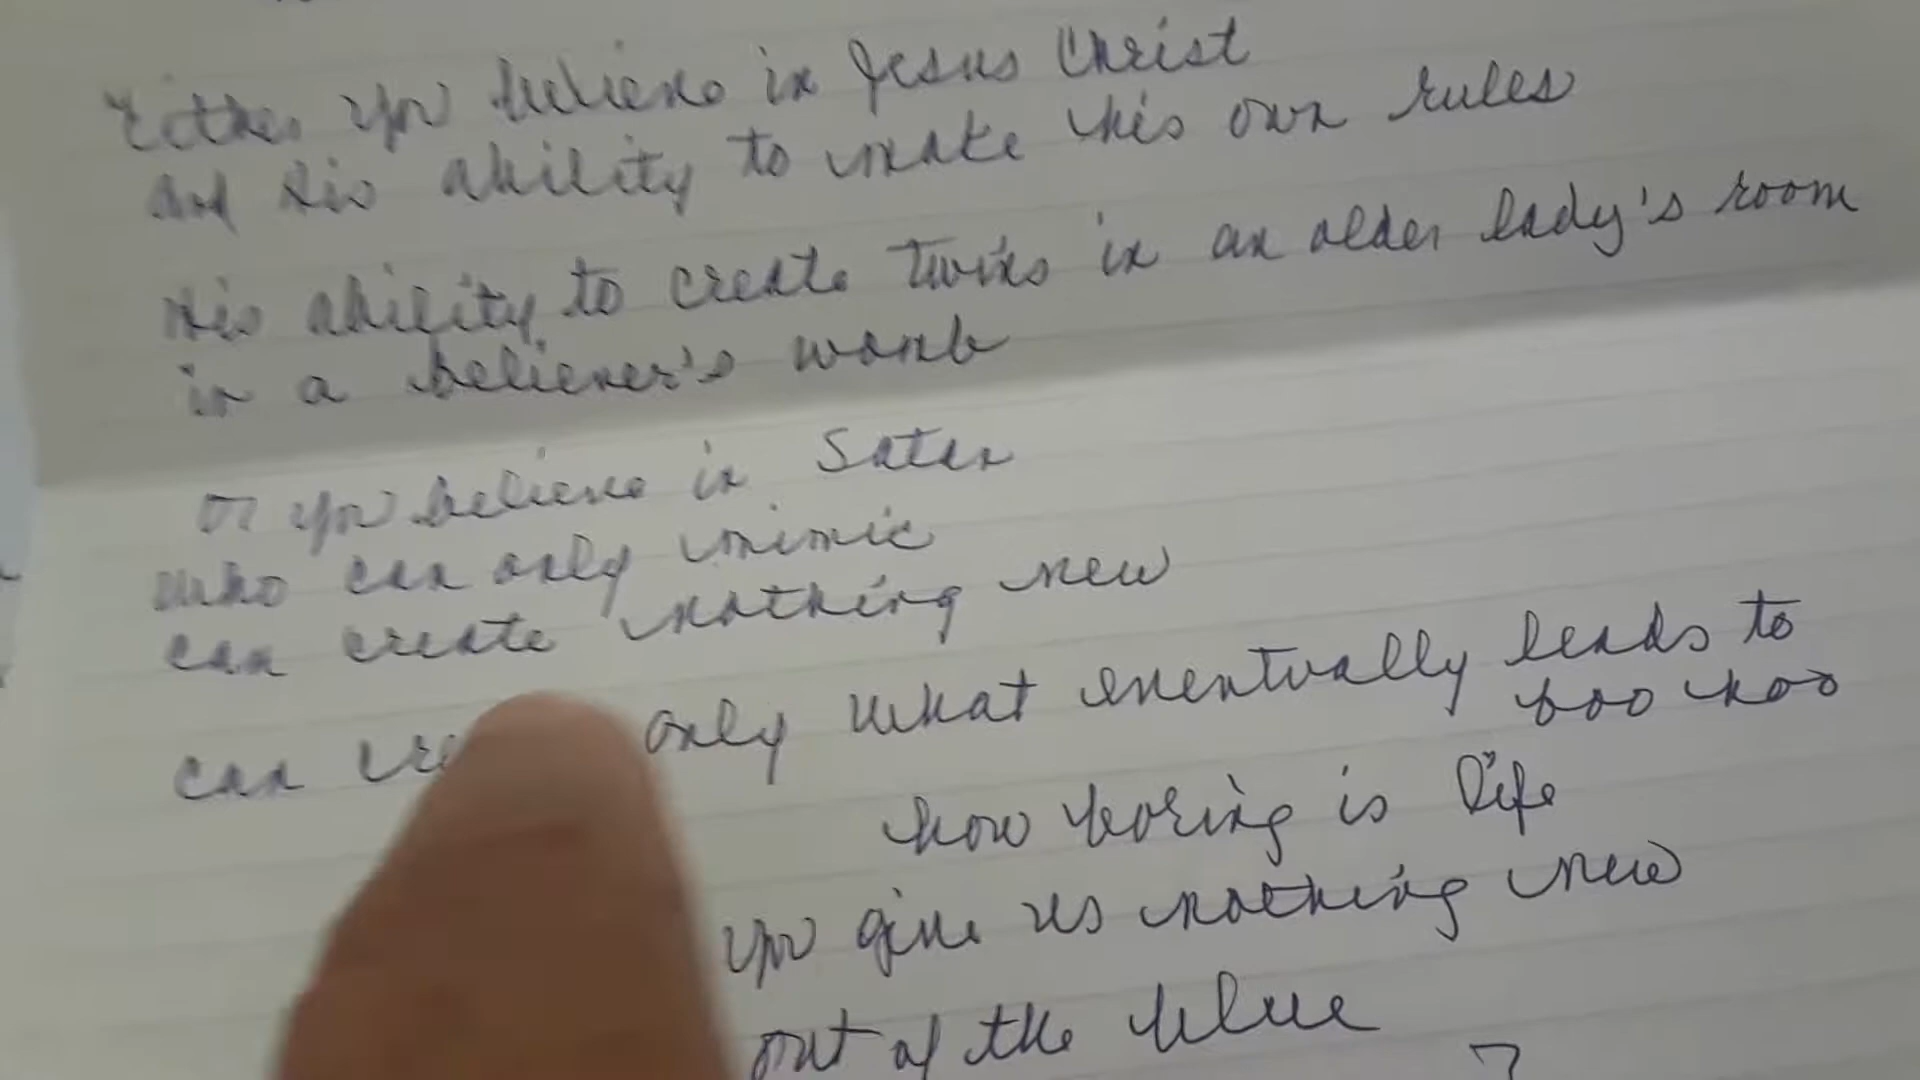 Either you believe in Jesus Christ
and His ability to make his own rules
His ability to create twins in an older lady's room
in a believer's womb
or you believe in Satan
who can only mimic
can create nothing new
can only what eventually leads to
boo hoo
how boring is life
you give us nothing new
out of the blue